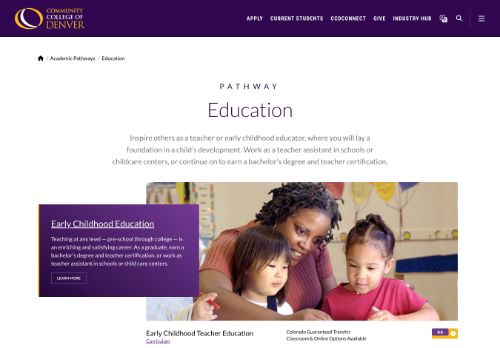 COMMUNITY
COLLEGE OF
DENVER
APPLY CURRENT STUDENTS CCDCONNECT GIVE INDUSTRY HUB
/ Academic Pathways / Education
PATHWAY
Education
Inspire others as a teacher or early childhood educator, where you will lay a
foundation in a child's development. Work as a teacher assistant in schools or
childcare centers, or continue on to earn a bachelor's degree and teacher certification.
Early Childhood Education
Teaching at any level — pre-school through college — is
an enriching and satisfying career. As a graduate, earn a
bachelor's degree and teacher certification, or work as
teacher assistant in schools or child care centers.
LEARN MORE
Early Childhood Teacher Education
Curriculum
Colorado Guaranteed Transfer
Classroom & Online Options Available
AA